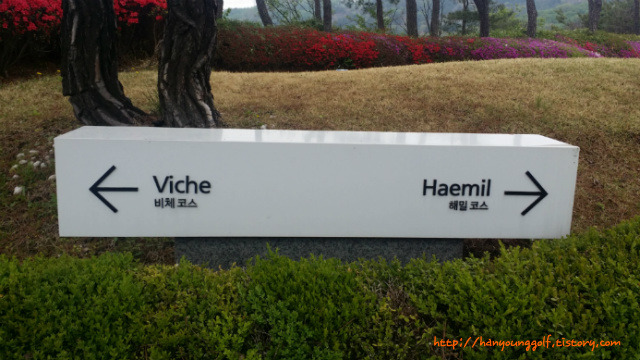 Viche
비체 코스
Haemil
해밀 코스
http://hanyounggolf.tistory.com